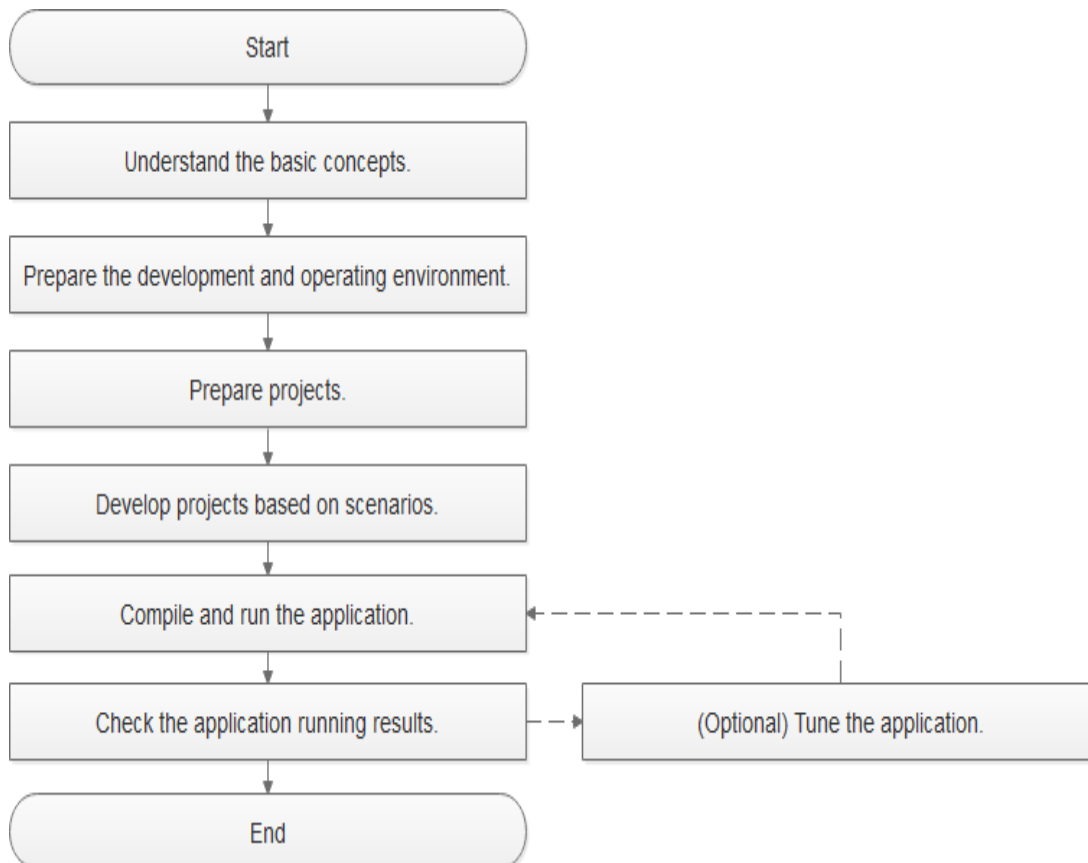 Start
Understand the basic concepts.
Prepare the development and operating environment.
Prepare projects.
Develop projects based on scenarios.
Compile and run the application.
Check the application running results.
(Optional) Tune the application.
End